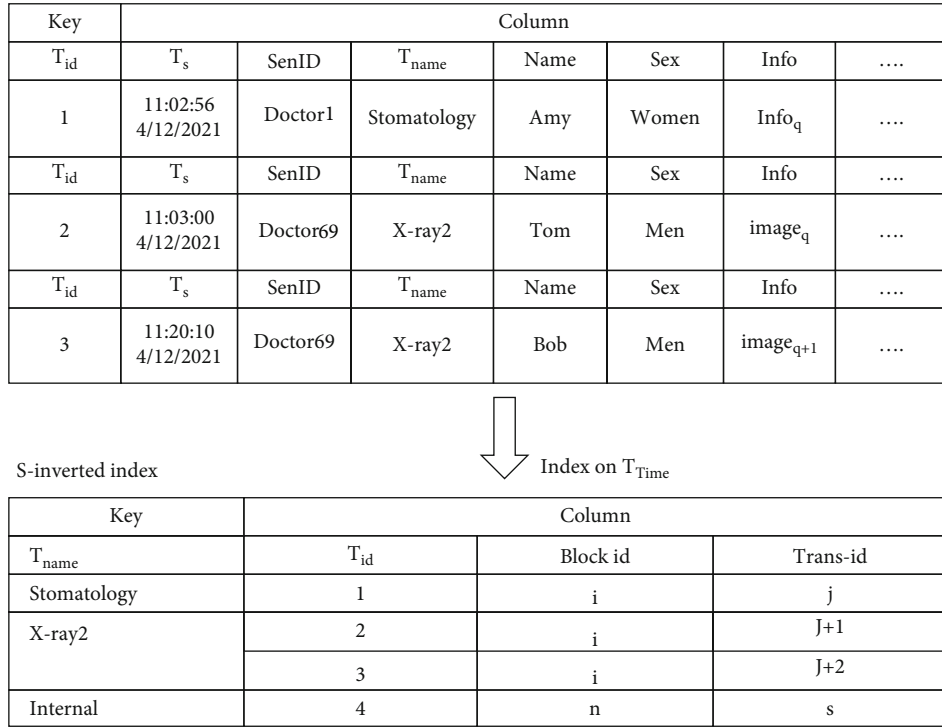 Key Column
T_id T_s SenID T_name Name Sex Info ....
1 11:02:56 4/12/2021 Doctor1 Stomatology Amy Women Info_q ....
T_id T_s SenID T_name Name Sex Info ....
2 11:03:00 4/12/2021 Doctor69 X-ray2 Tom Men image_q ....
T_id T_s SenID T_name Name Sex Info ....
3 11:20:10 4/12/2021 Doctor69 X-ray2 Bob Men image_q+1 ....
S-inverted index Index on T_Time
Key Column
T_name T_id Block id Trans-id
Stomatology 1 i j
X-ray2 2 i J+1
3 i J+2
Internal 4 n s